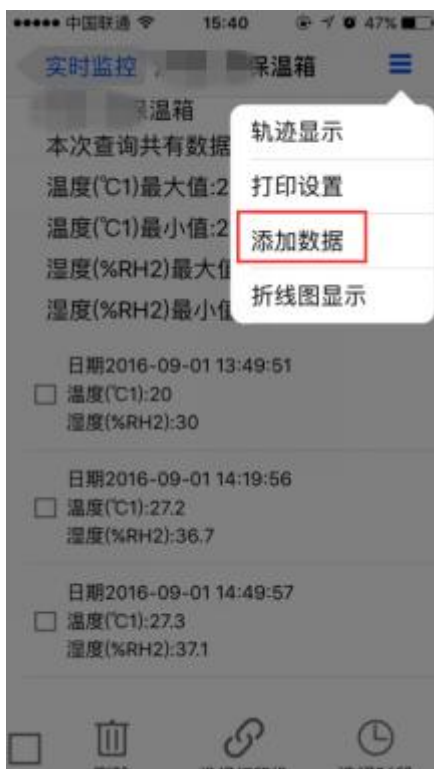 中国联通 15:40 47%
实时监控 保温箱
保温箱
轨迹显示
本次查询共有数据
打印设置
温度(℃1)最大值:2
添加数据
温度(℃1)最小值:2
折线图显示
湿度(%RH2)最大值
湿度(%RH2)最小值
日期2016-09-01 13:49:51
温度(℃1):20
湿度(%RH2):30
日期2016-09-01 14:19:56
温度(℃1):27.2
湿度(%RH2):36.7
日期2016-09-01 14:49:57
温度(℃1):27.3
湿度(%RH2):37.1